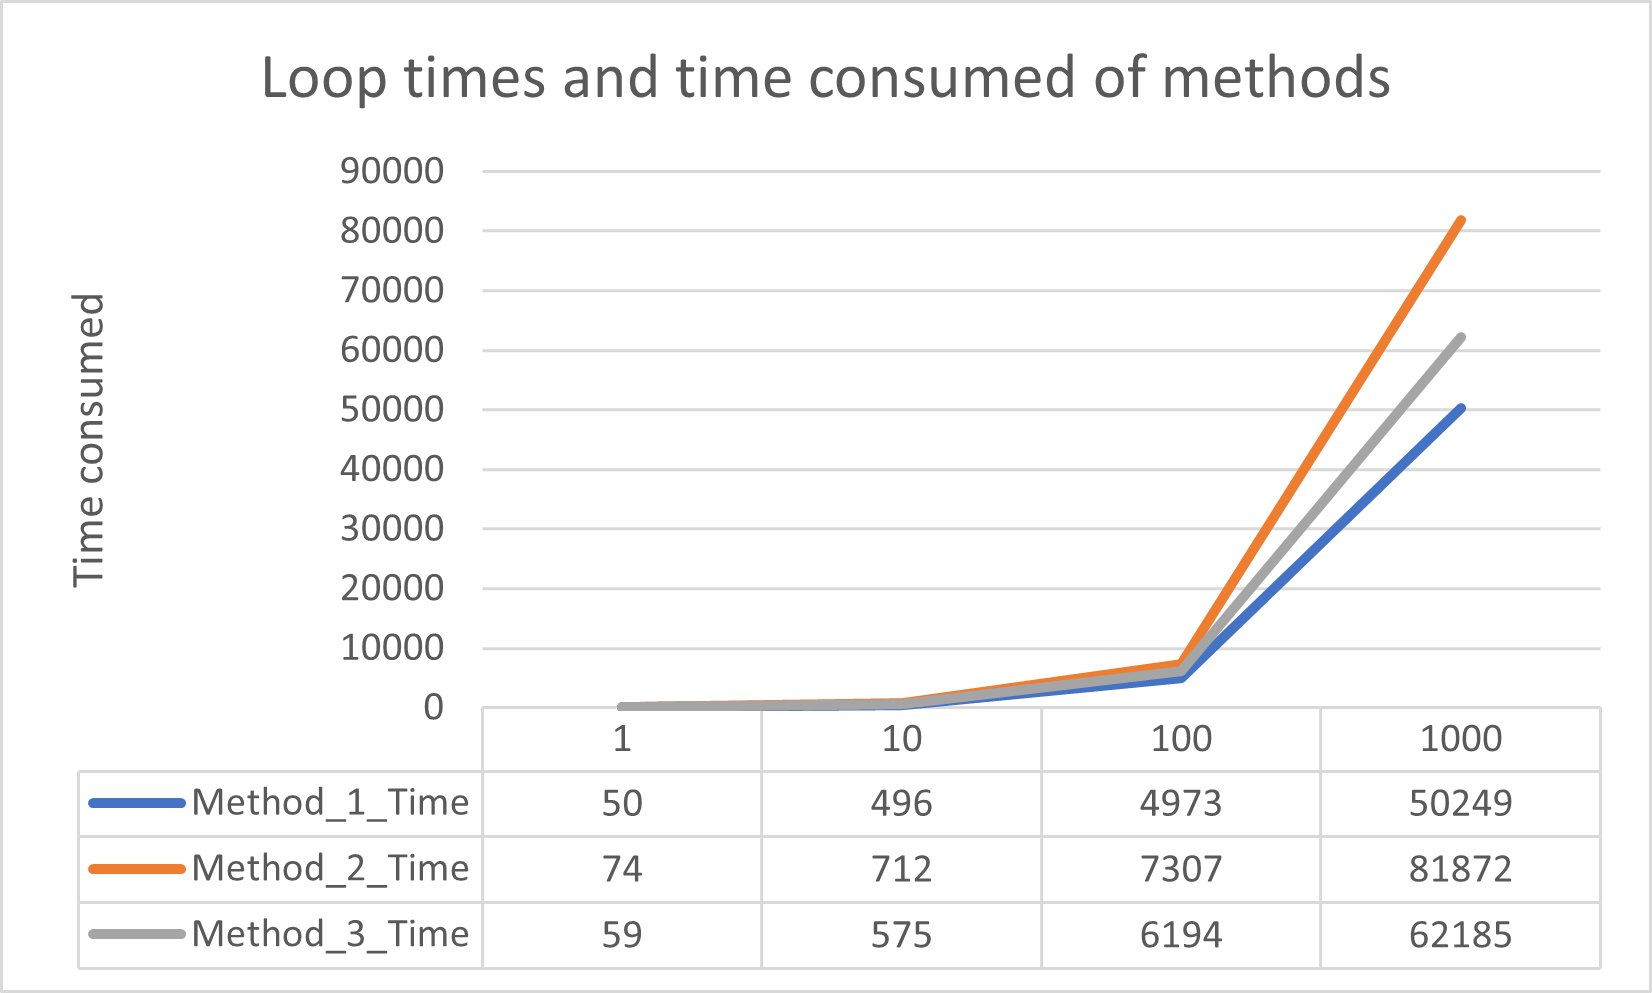 Loop times and time consumed of methods
Time consumed
90000
80000
70000
60000
50000
40000
30000
20000
10000
0
1 10 100 1000
Method_1_Time 50 496 4973 50249
Method_2_Time 74 712 7307 81872
Method_3_Time 59 575 6194 62185